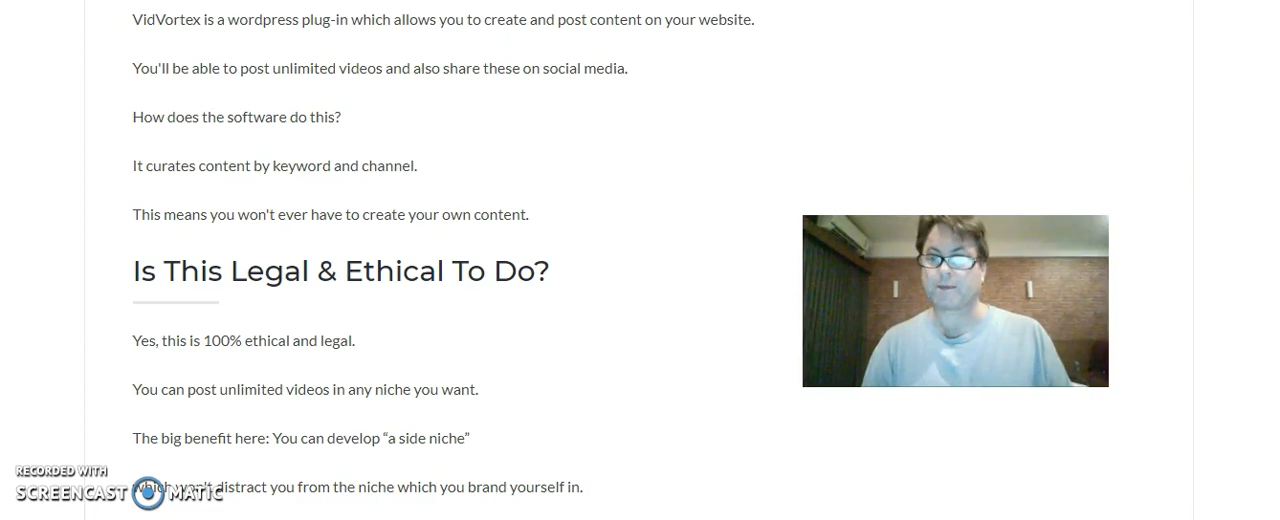 VidVortex is a wordpress plug-in which allows you to create and post content on your website.
You'll be able to post unlimited videos and also share these on social media.
How does the software do this?
It curates content by keyword and channel.
This means you won't ever have to create your own content.
Is This Legal & Ethical To Do?
Yes, this is 100% ethical and legal.
You can post unlimited videos in any niche you want.
The big benefit here: You can develop “a side niche”
RECORDED WITH
which won't distract you from the niche which you brand yourself in.
SCREENCAST MATIC